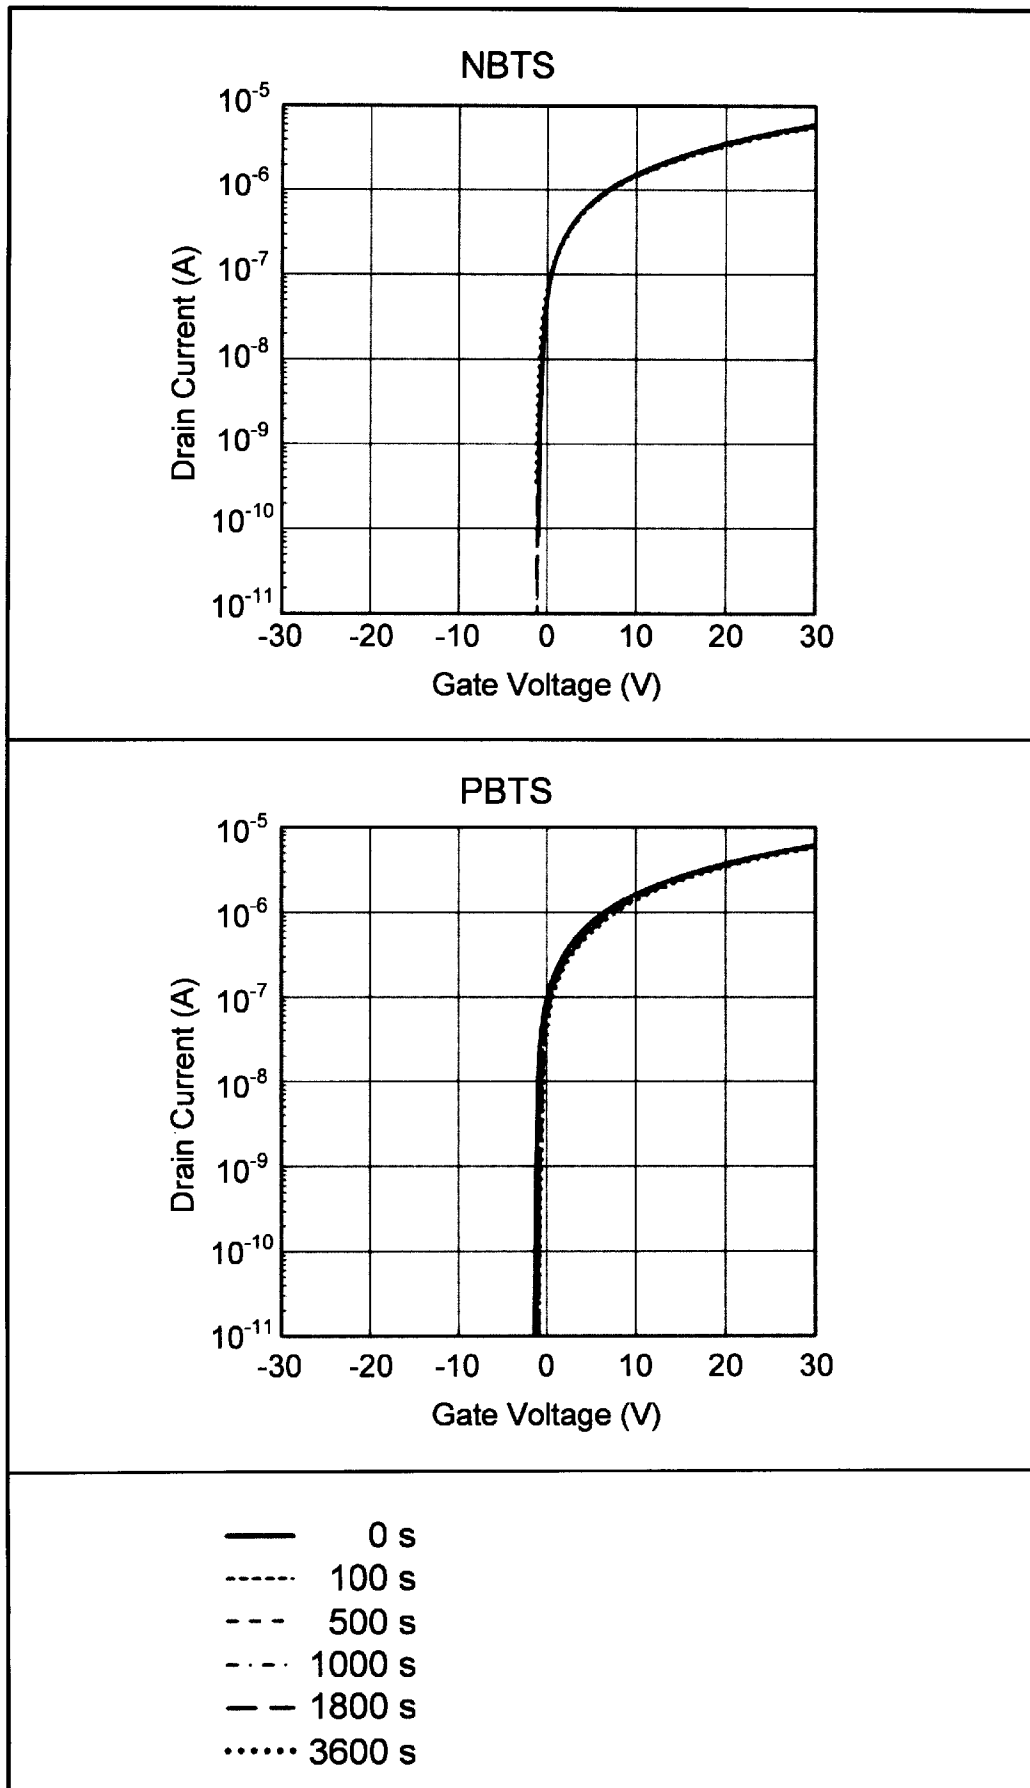 NBTS
10-5
10-6
10-7
10-8
10-9
10-10
10-11
Drain Current (A)
-30 -20 -10 0 10 20 30
Gate Voltage (V)
PBTS
10-5
10-6
10-7
10-8
10-9
10-10
10-11
Drain Current (A)
-30 -20 -10 0 10 20 30
Gate Voltage (V)
0 s
100 s
500 s
1000 s
1800 s
3600 s